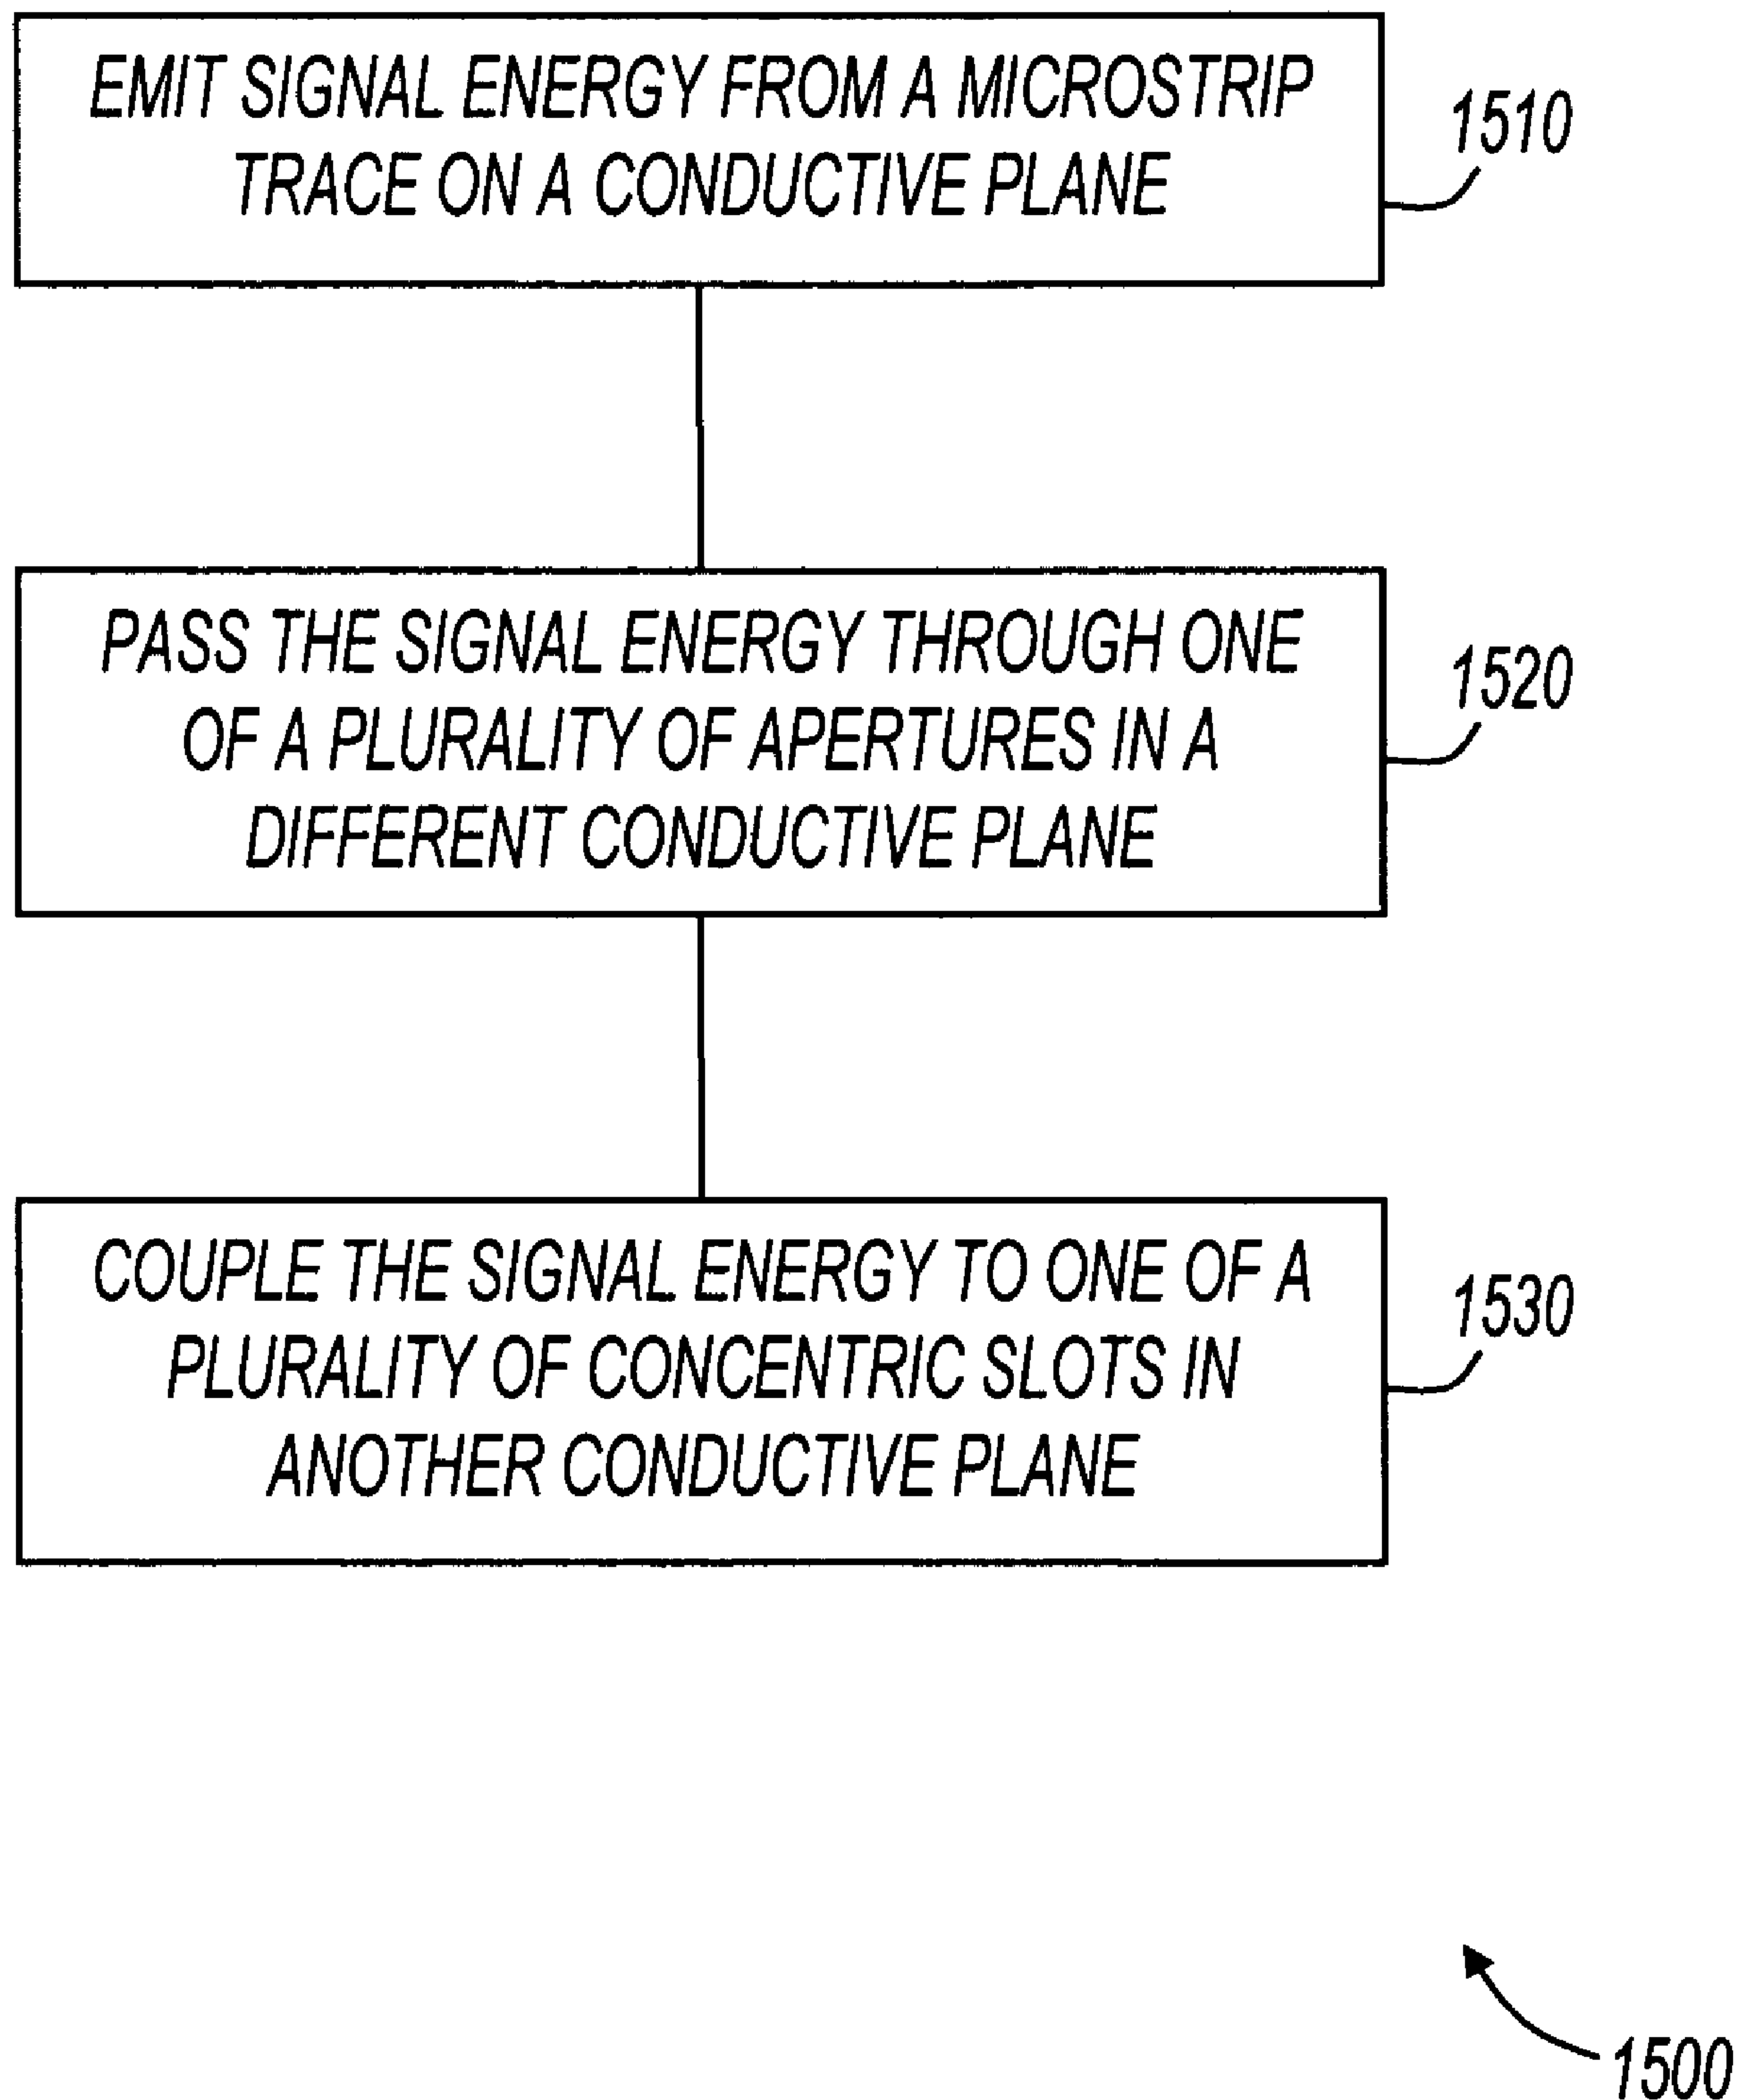 EMIT SIGNAL ENERGY FROM A MICROSTRIP
TRACE ON A CONDUCTIVE PLANE
1510
PASS THE SIGNAL ENERGY THROUGH ONE
OF A PLURALITY OF APERTURES IN A
DIFFERENT CONDUCTIVE PLANE
1520
COUPLE THE SIGNAL ENERGY TO ONE OF A
PLURALITY OF CONCENTRIC SLOTS IN
ANOTHER CONDUCTIVE PLANE
1530
1500